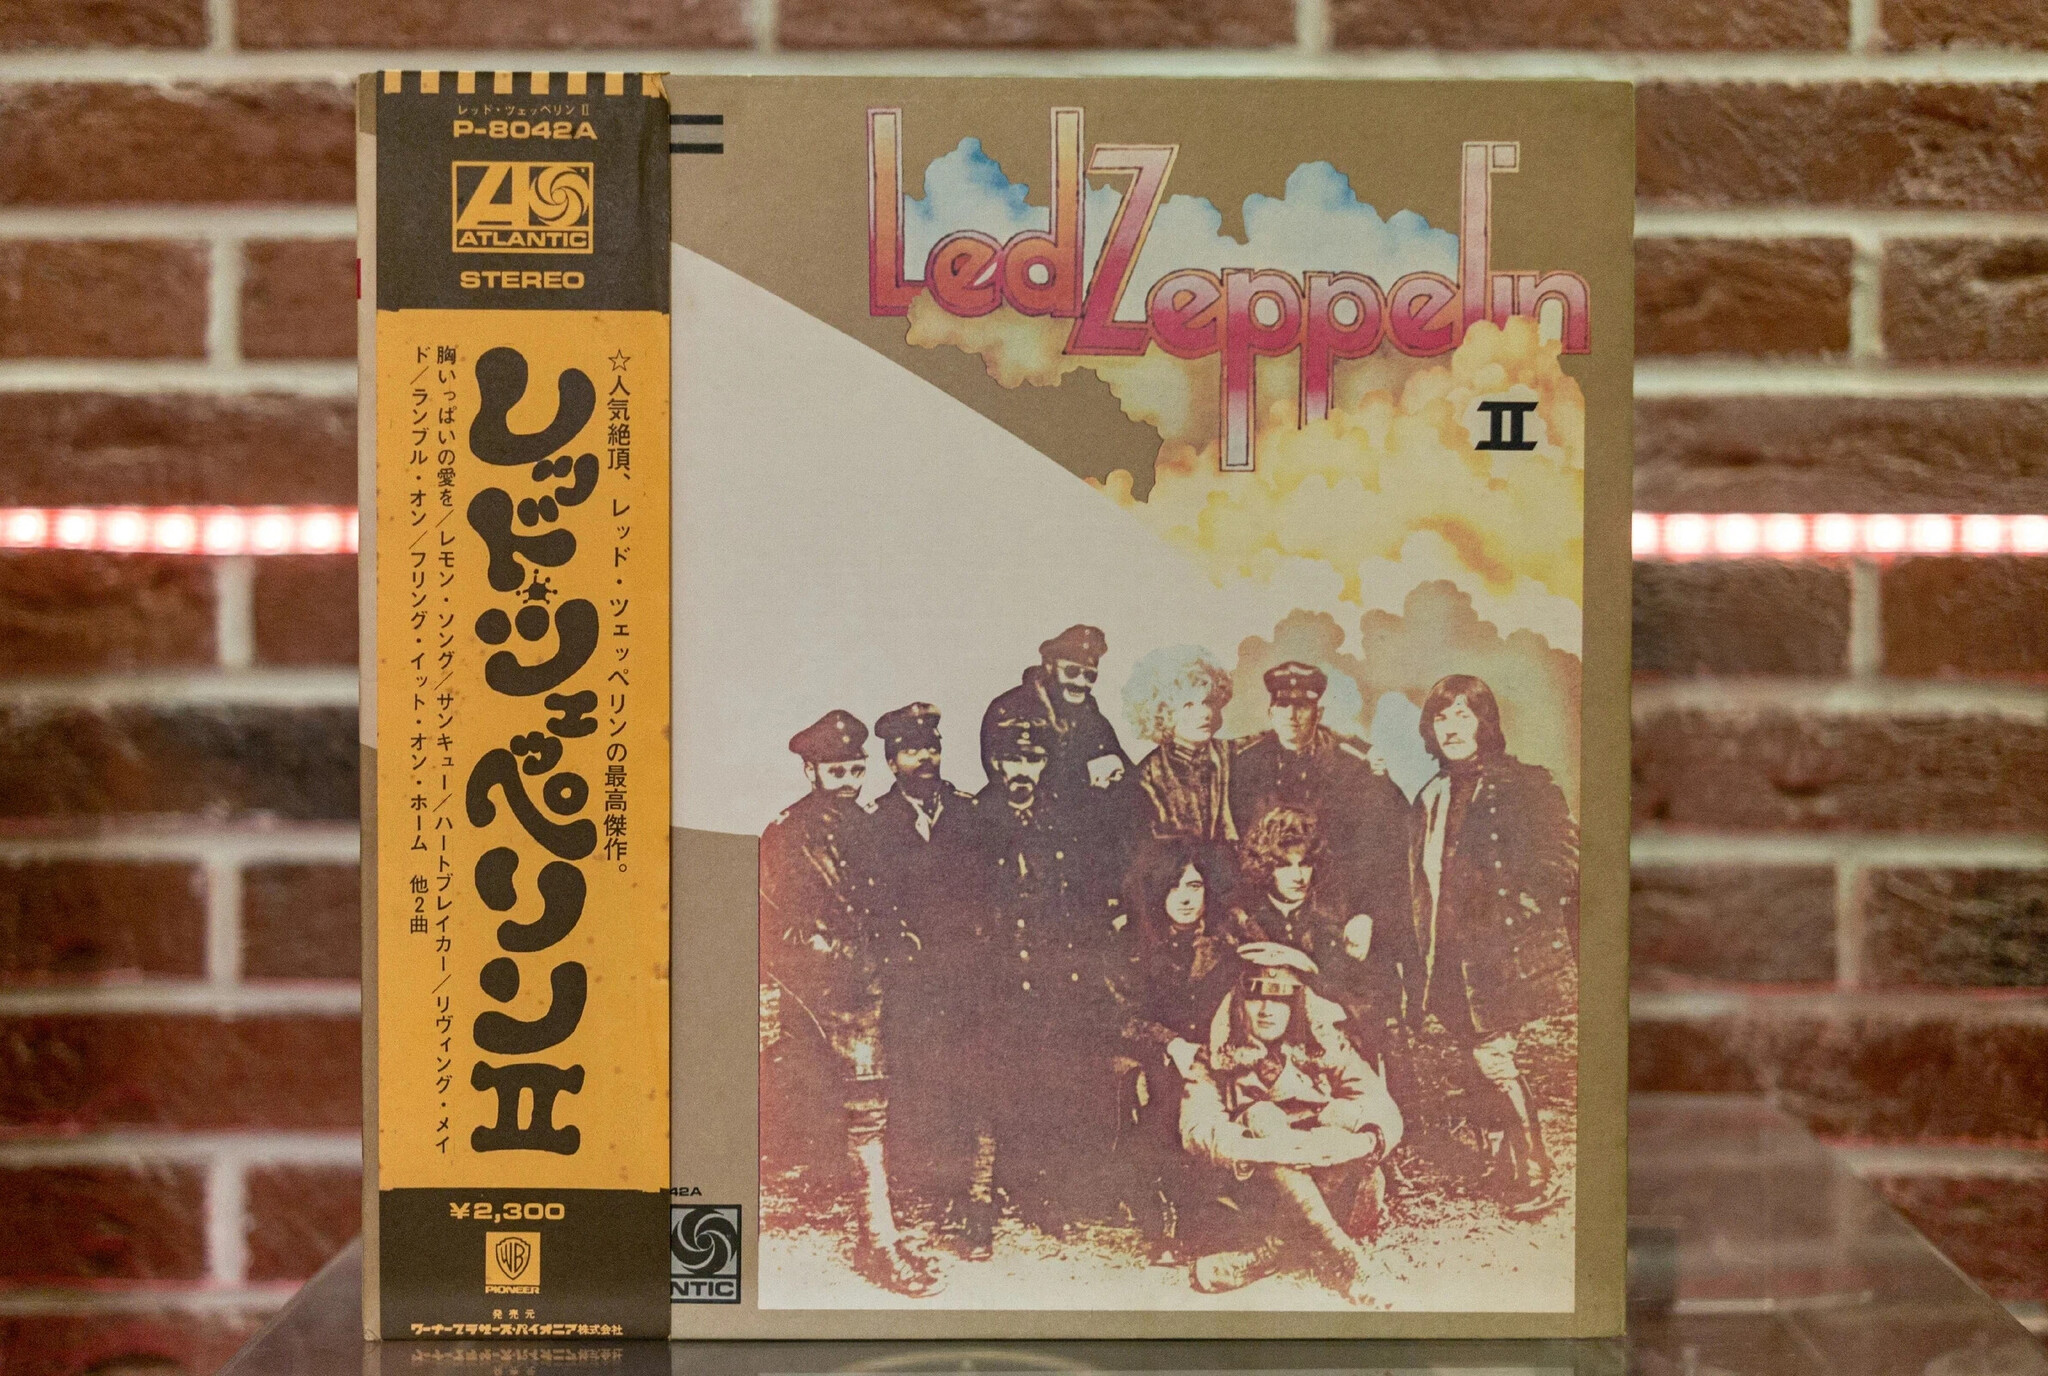 レッド・ツェッペリン II
P-8042A
ATLANTIC
STEREO
☆人気絶頂、レッド・ツェッペリンの最高傑作。
レッド・ツェッペリンII
胸いっぱいの愛を／レモン・ソング／サンキュー／ハートブレイカー／リヴィング・メイ
ド／ランブル・オン／フリング・イット・オン・ホーム 他2曲
¥2,300
WB
PIONEER
発売元
ワーナーブラザーズ・パイオニア株式会社
Led Zeppelin
II
42A
NTIC